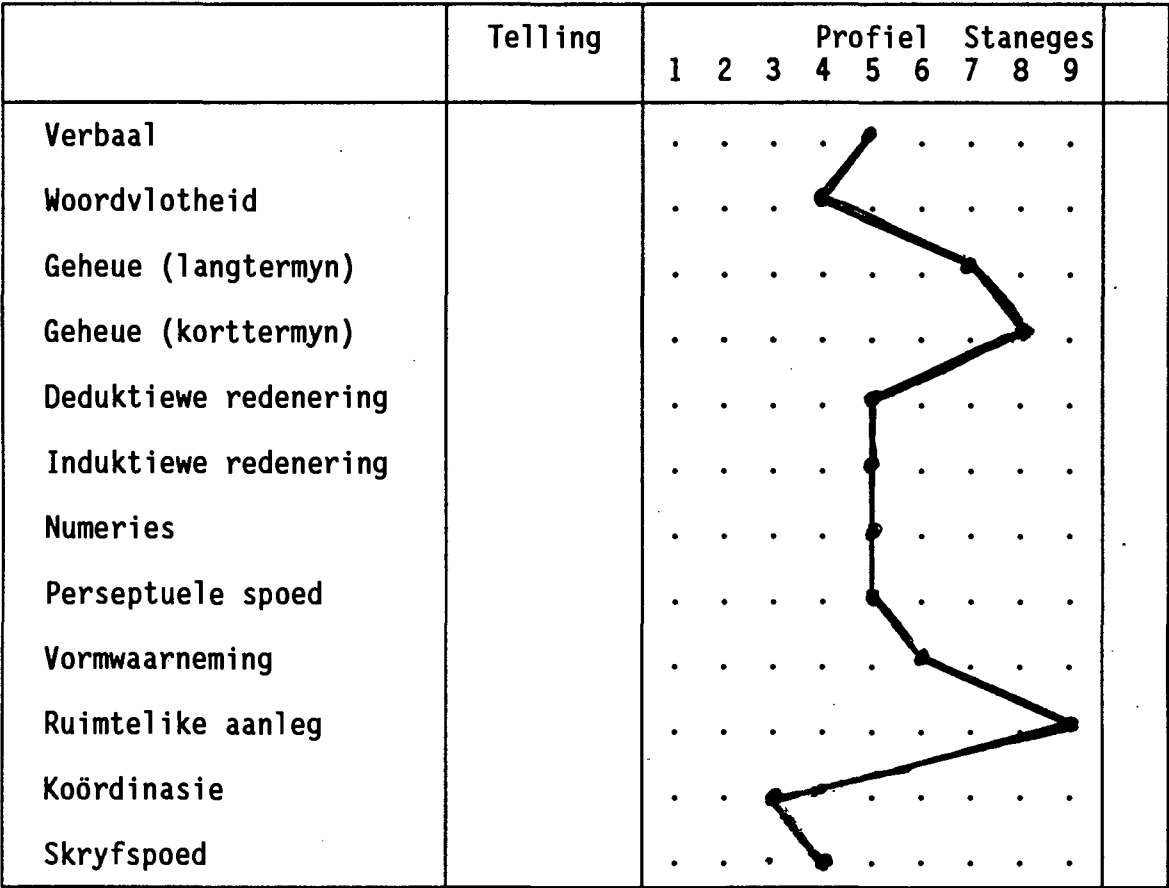 Telling Profiel Staneges
1 2 3 4 5 6 7 8 9
Verbaal
Woordvlotheid
Geheue (langtermyn)
Geheue (korttermyn)
Deduktiewe redenering
Induktiewe redenering
Numeries
Perseptuele spoed
Vormwaarneming
Ruimtelike aanleg
Koördinasie
Skryfspoed